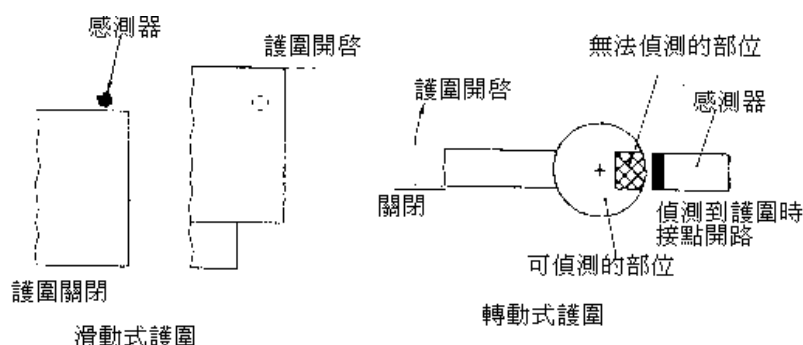 感測器
護圍開啓
護圍關閉
滑動式護圍
無法偵測的部位
護圍開啓
感測器
關閉
偵測到護圍時
接點開路
可偵測的部位
轉動式護圍